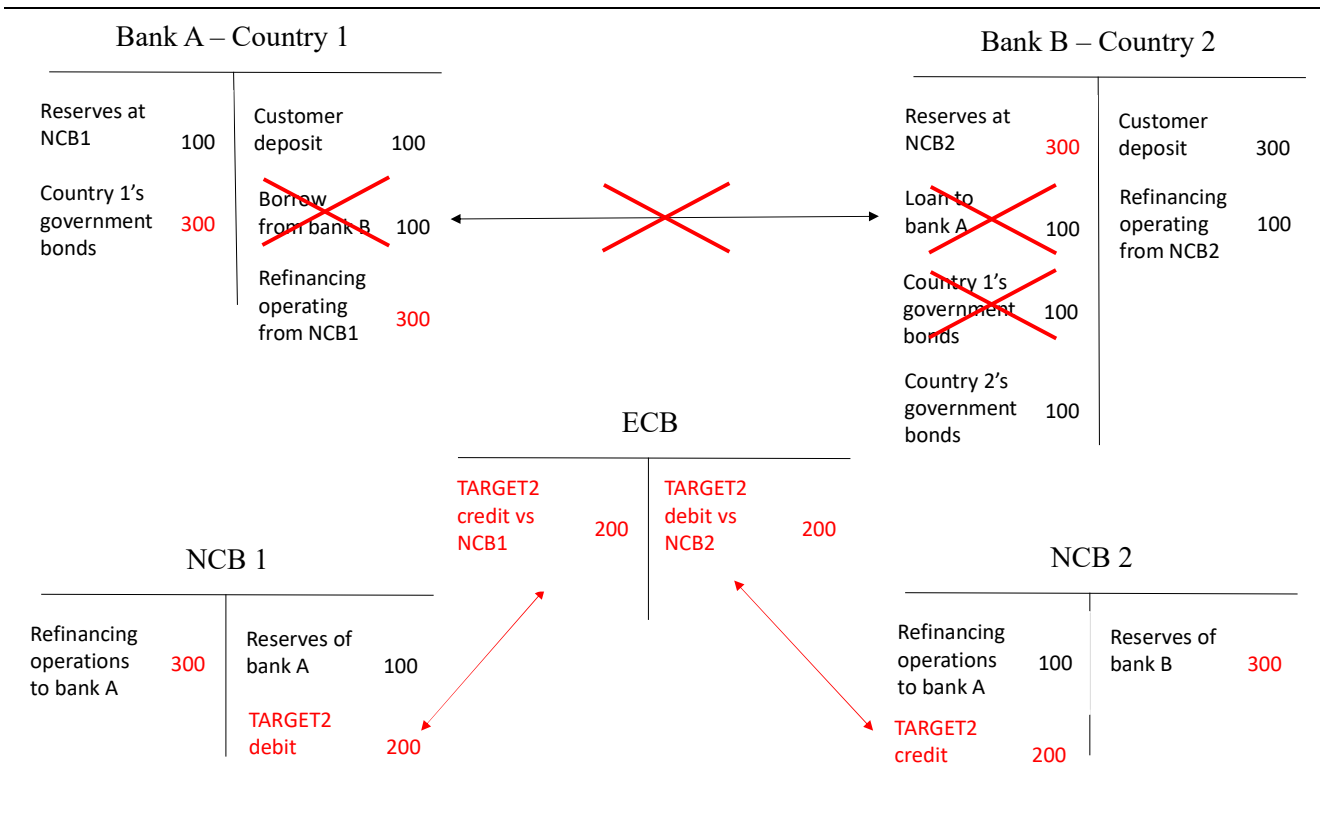 Bank A – Country 1
Reserves at
NCB1 100
Country 1’s
government 300
bonds
Customer
deposit 100
Borrow
from bank B 100
Refinancing
operating
from NCB1 300
Bank B – Country 2
Reserves at
NCB2 300
Loan to
bank A 100
Country 1’s
government 100
bonds
Country 2’s
government 100
bonds
Customer
deposit 300
Refinancing
operating 100
from NCB2
ECB
TARGET2
credit vs 200
NCB1
TARGET2
debit vs 200
NCB2
NCB 1
Refinancing
operations 300
to bank A
Reserves of
bank A 100
TARGET2
debit 200
NCB 2
Refinancing
operations 100
to bank A
TARGET2
credit 200
Reserves of
bank B 300